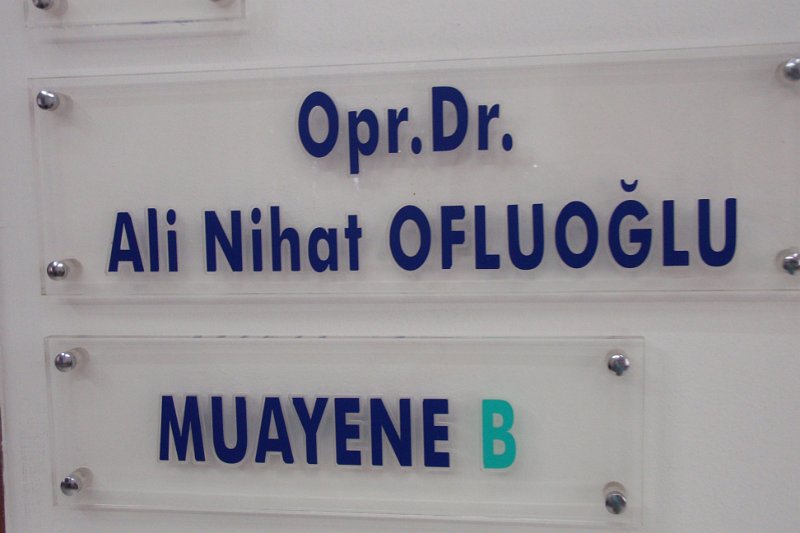 Opr.Dr.
Ali Nihat OFLUOĞLU
MUAYENE B